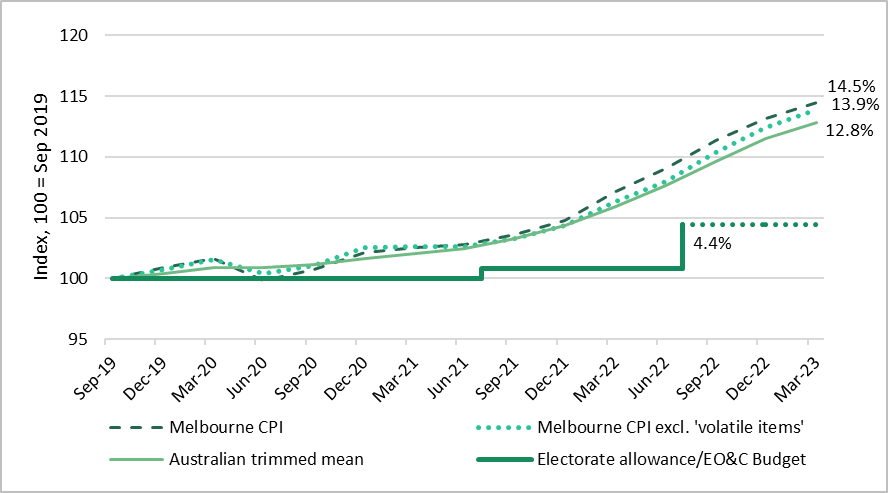 120
115
110
105
100
95
Index, 100 = Sep 2019
14.5%
13.9%
12.8%
4.4%
Sep-19
Dec-19
Mar-20
Jun-20
Sep-20
Dec-20
Mar-21
Jun-21
Sep-21
Dec-21
Mar-22
Jun-22
Sep-22
Dec-22
Mar-23
Melbourne CPI
Melbourne CPI excl. 'volatile items'
Australian trimmed mean
Electorate allowance/EO&C Budget